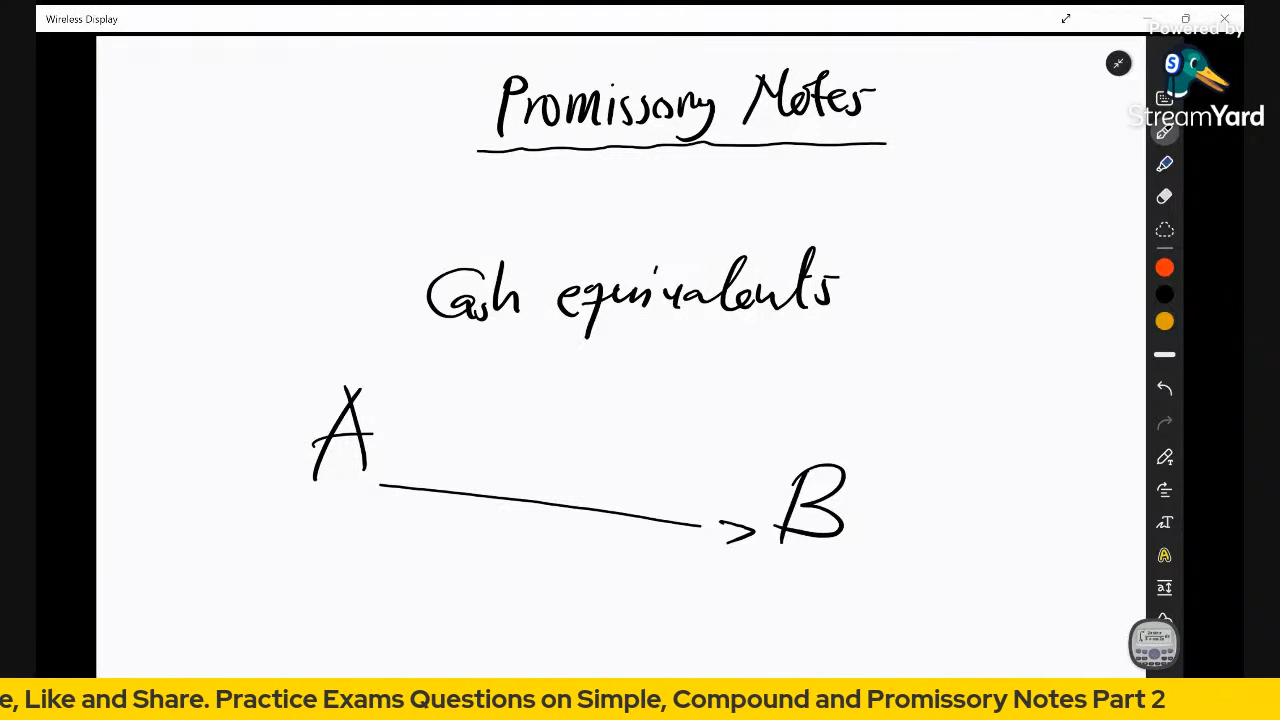 Wireless Display
Powered by
StreamYard
Promissory Notes
Cash equivalents
A
B
e, Like and Share. Practice Exams Questions on Simple, Compound and Promissory Notes Part 2